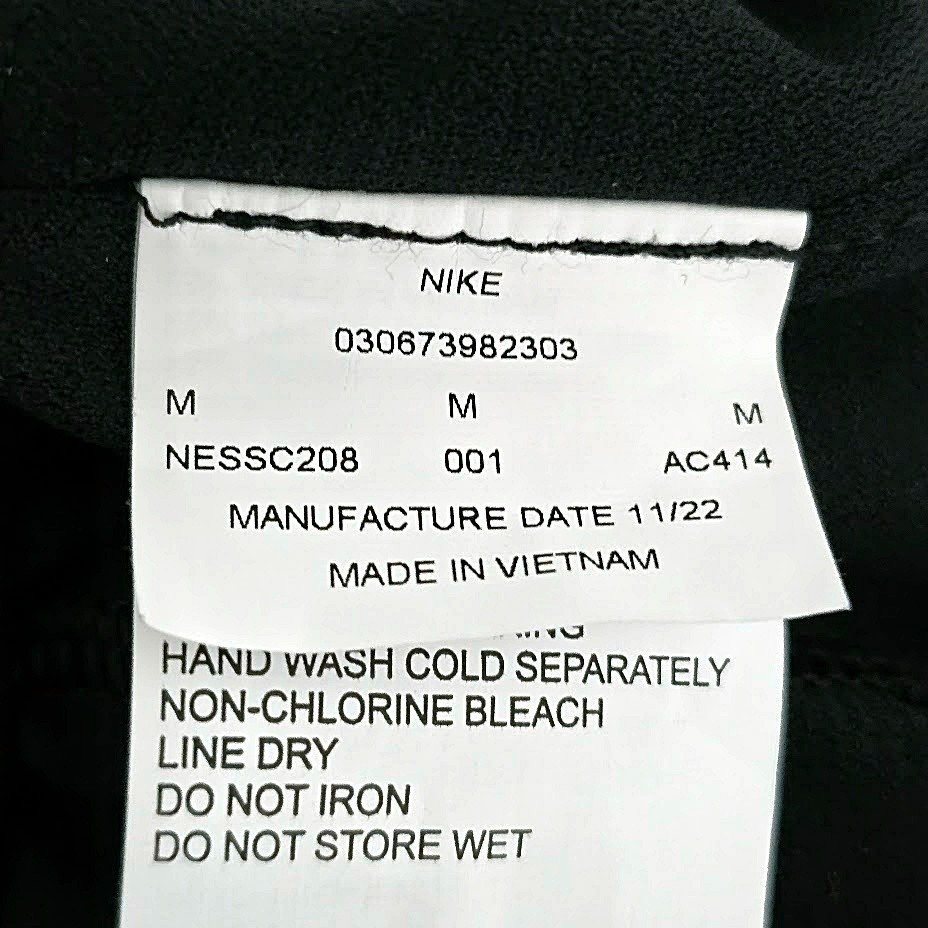 NIKE
030673982303
M M M
NESSC208 001 AC414
MANUFACTURE DATE 11/22
MADE IN VIETNAM
HAND WASH COLD SEPARATELY
NON-CHLORINE BLEACH
LINE DRY
DO NOT IRON
DO NOT STORE WET